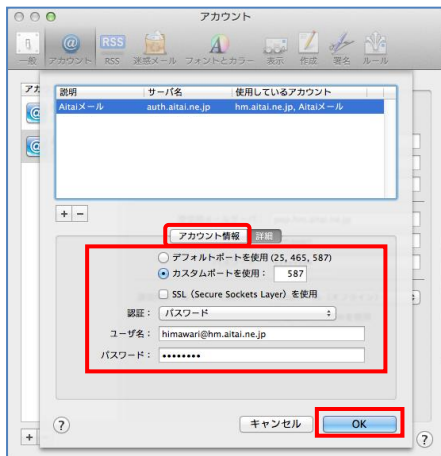 アカウント
一般 アカウント RSS 迷惑メール フォントとカラー 表示 作成 署名 ルール
説明 サーバ名 使用しているアカウント
Aitaiメール auth.aitai.ne.jp hm.aitai.ne.jp, Aitaiメール
+ −
アカウント情報 詳細
デフォルトポートを使用 (25, 465, 587)
カスタムポートを使用： 587
SSL（Secure Sockets Layer）を使用
認証： パスワード
ユーザ名： himawari@hm.aitai.ne.jp
パスワード： ••••••••
? キャンセル OK
+ ?